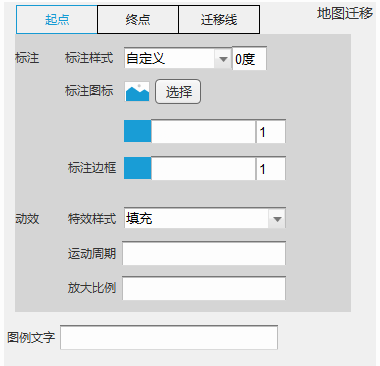 地图迁移
起点 终点 迁移线
标注 标注样式 自定义 0度
标注图标 选择
1
标注边框 1
动效 特效样式 填充
运动周期
放大比例
图例文字